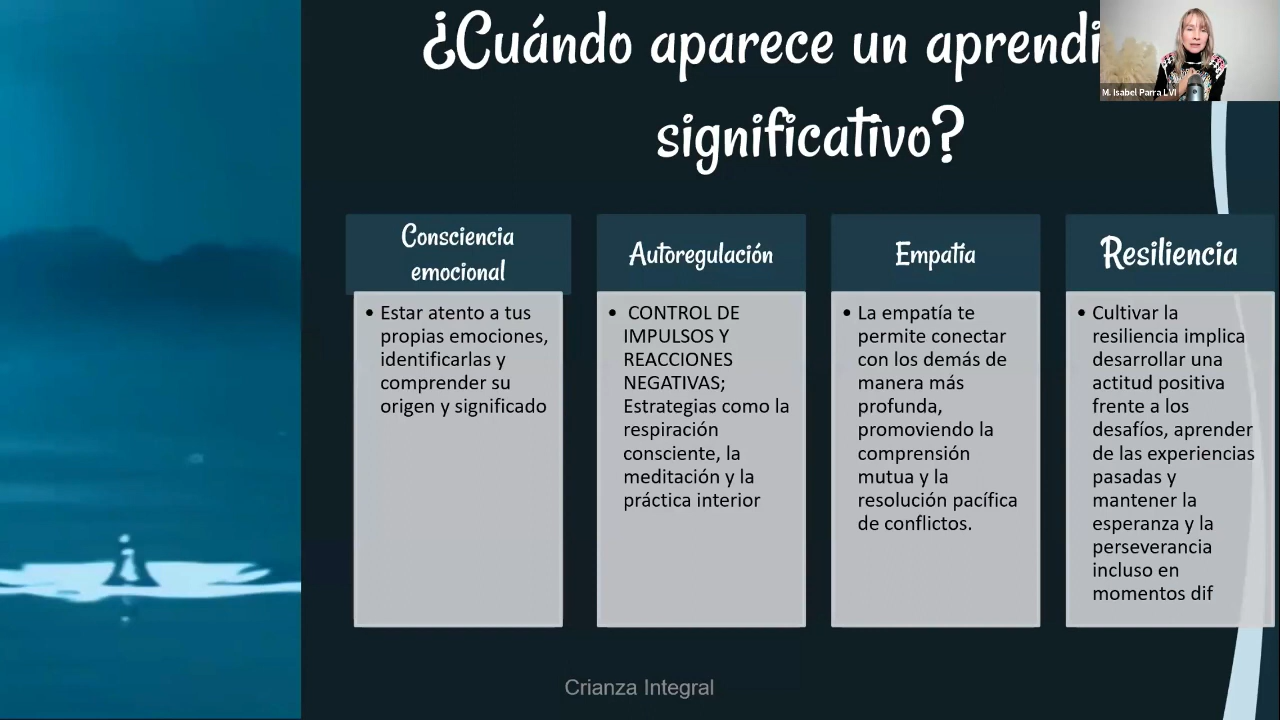 ¿Cuándo aparece un aprendi
significativo?
M. Isabel Parra LVI
Consciencia
emocional
• Estar atento a tus
propias emociones,
identificarlas y
comprender su
origen y significado
Autoregulación
• CONTROL DE
IMPULSOS Y
REACCIONES
NEGATIVAS;
Estrategias como la
respiración
consciente, la
meditación y la
práctica interior
Empatía
• La empatía te
permite conectar
con los demás de
manera más
profunda,
promoviendo la
comprensión
mutua y la
resolución pacífica
de conflictos.
Resiliencia
• Cultivar la
resiliencia implica
desarrollar una
actitud positiva
frente a los
desafíos, aprender
de las experiencias
pasadas y
mantener la
esperanza y la
perseverancia
incluso en
momentos dif
Crianza Integral